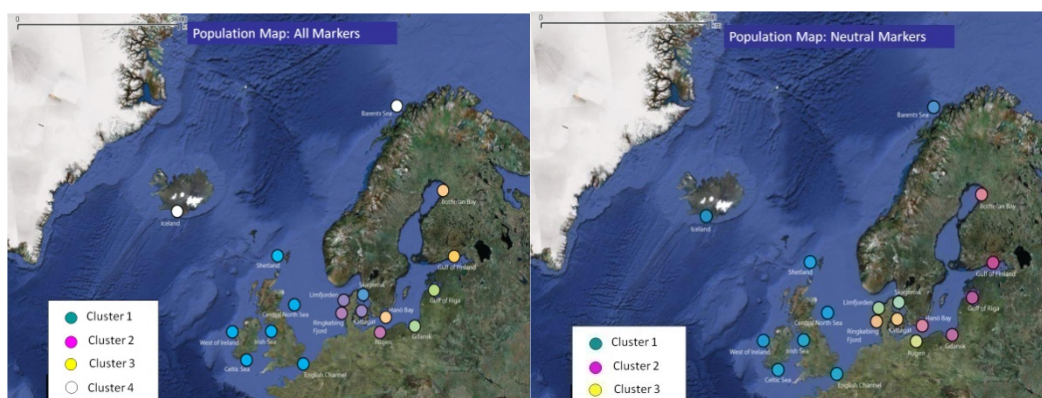 Population Map: All Markers
Barents Sea
Bothnian Bay
Iceland
Shetland
Gulf of Finland
Gulf of Riga
Skagerrak
Limfjorden
Central North Sea
Hanö Bay
Kattegat
Ringkøbing
Fjord
Gdansk
Rügen
West of Ireland
Irish Sea
Celtic Sea
English Channel
Cluster 1
Cluster 2
Cluster 3
Cluster 4
Population Map: Neutral Markers
Barents Sea
Bothnian Bay
Iceland
Shetland
Gulf of Finland
Gulf of Riga
Skagerrak
Limfjorden
Central North Sea
Hanö Bay
Kattegat
Ringkøbing
Fjord
Gdansk
Rügen
West of Ireland
Irish Sea
Celtic Sea
English Channel
Cluster 1
Cluster 2
Cluster 3